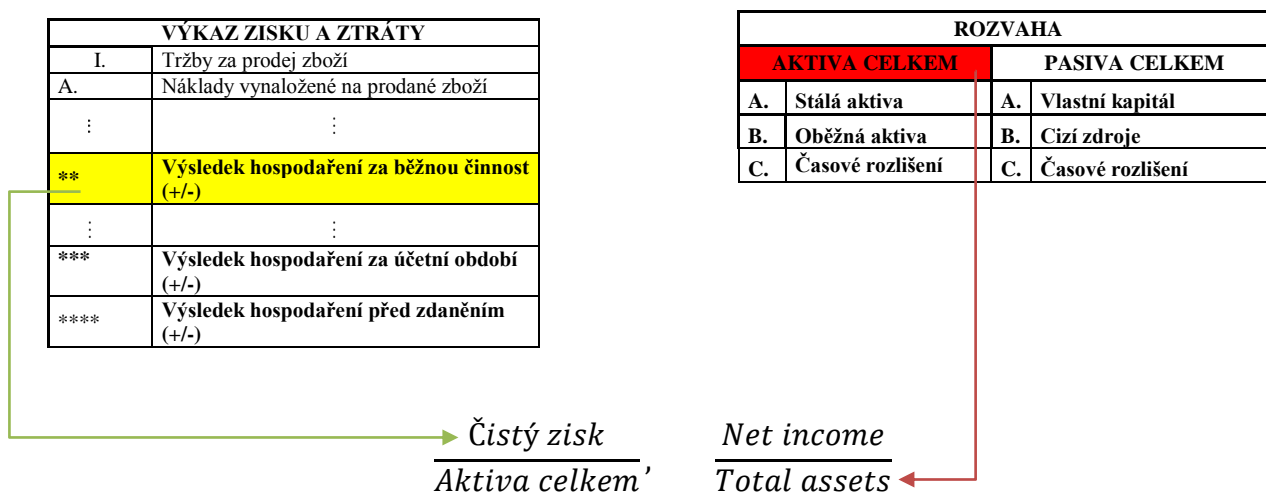 VÝKAZ ZISKU A ZTRÁTY
I. Tržby za prodej zboží
A. Náklady vynaložené na prodané zboží
⋮ ⋮
** Výsledek hospodaření za běžnou činnost
(+/-)
⋮ ⋮
*** Výsledek hospodaření za účetní období
(+/-)
**** Výsledek hospodaření před zdaněním
(+/-)
ROZVAHA
AKTIVA CELKEM PASIVA CELKEM
A. Stálá aktiva A. Vlastní kapitál
B. Oběžná aktiva B. Cizí zdroje
C. Časové rozlišení C. Časové rozlišení
Čistý zisk
Aktiva celkem,
Net income
Total assets